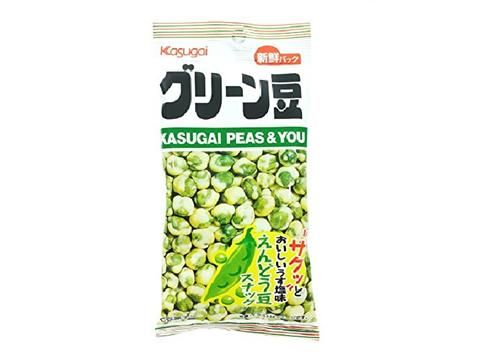 Kasugai
新鮮パック
グリーン豆
KASUGAI PEAS & YOU
サクッと
おいしいうす塩味
えんどう豆
スナック